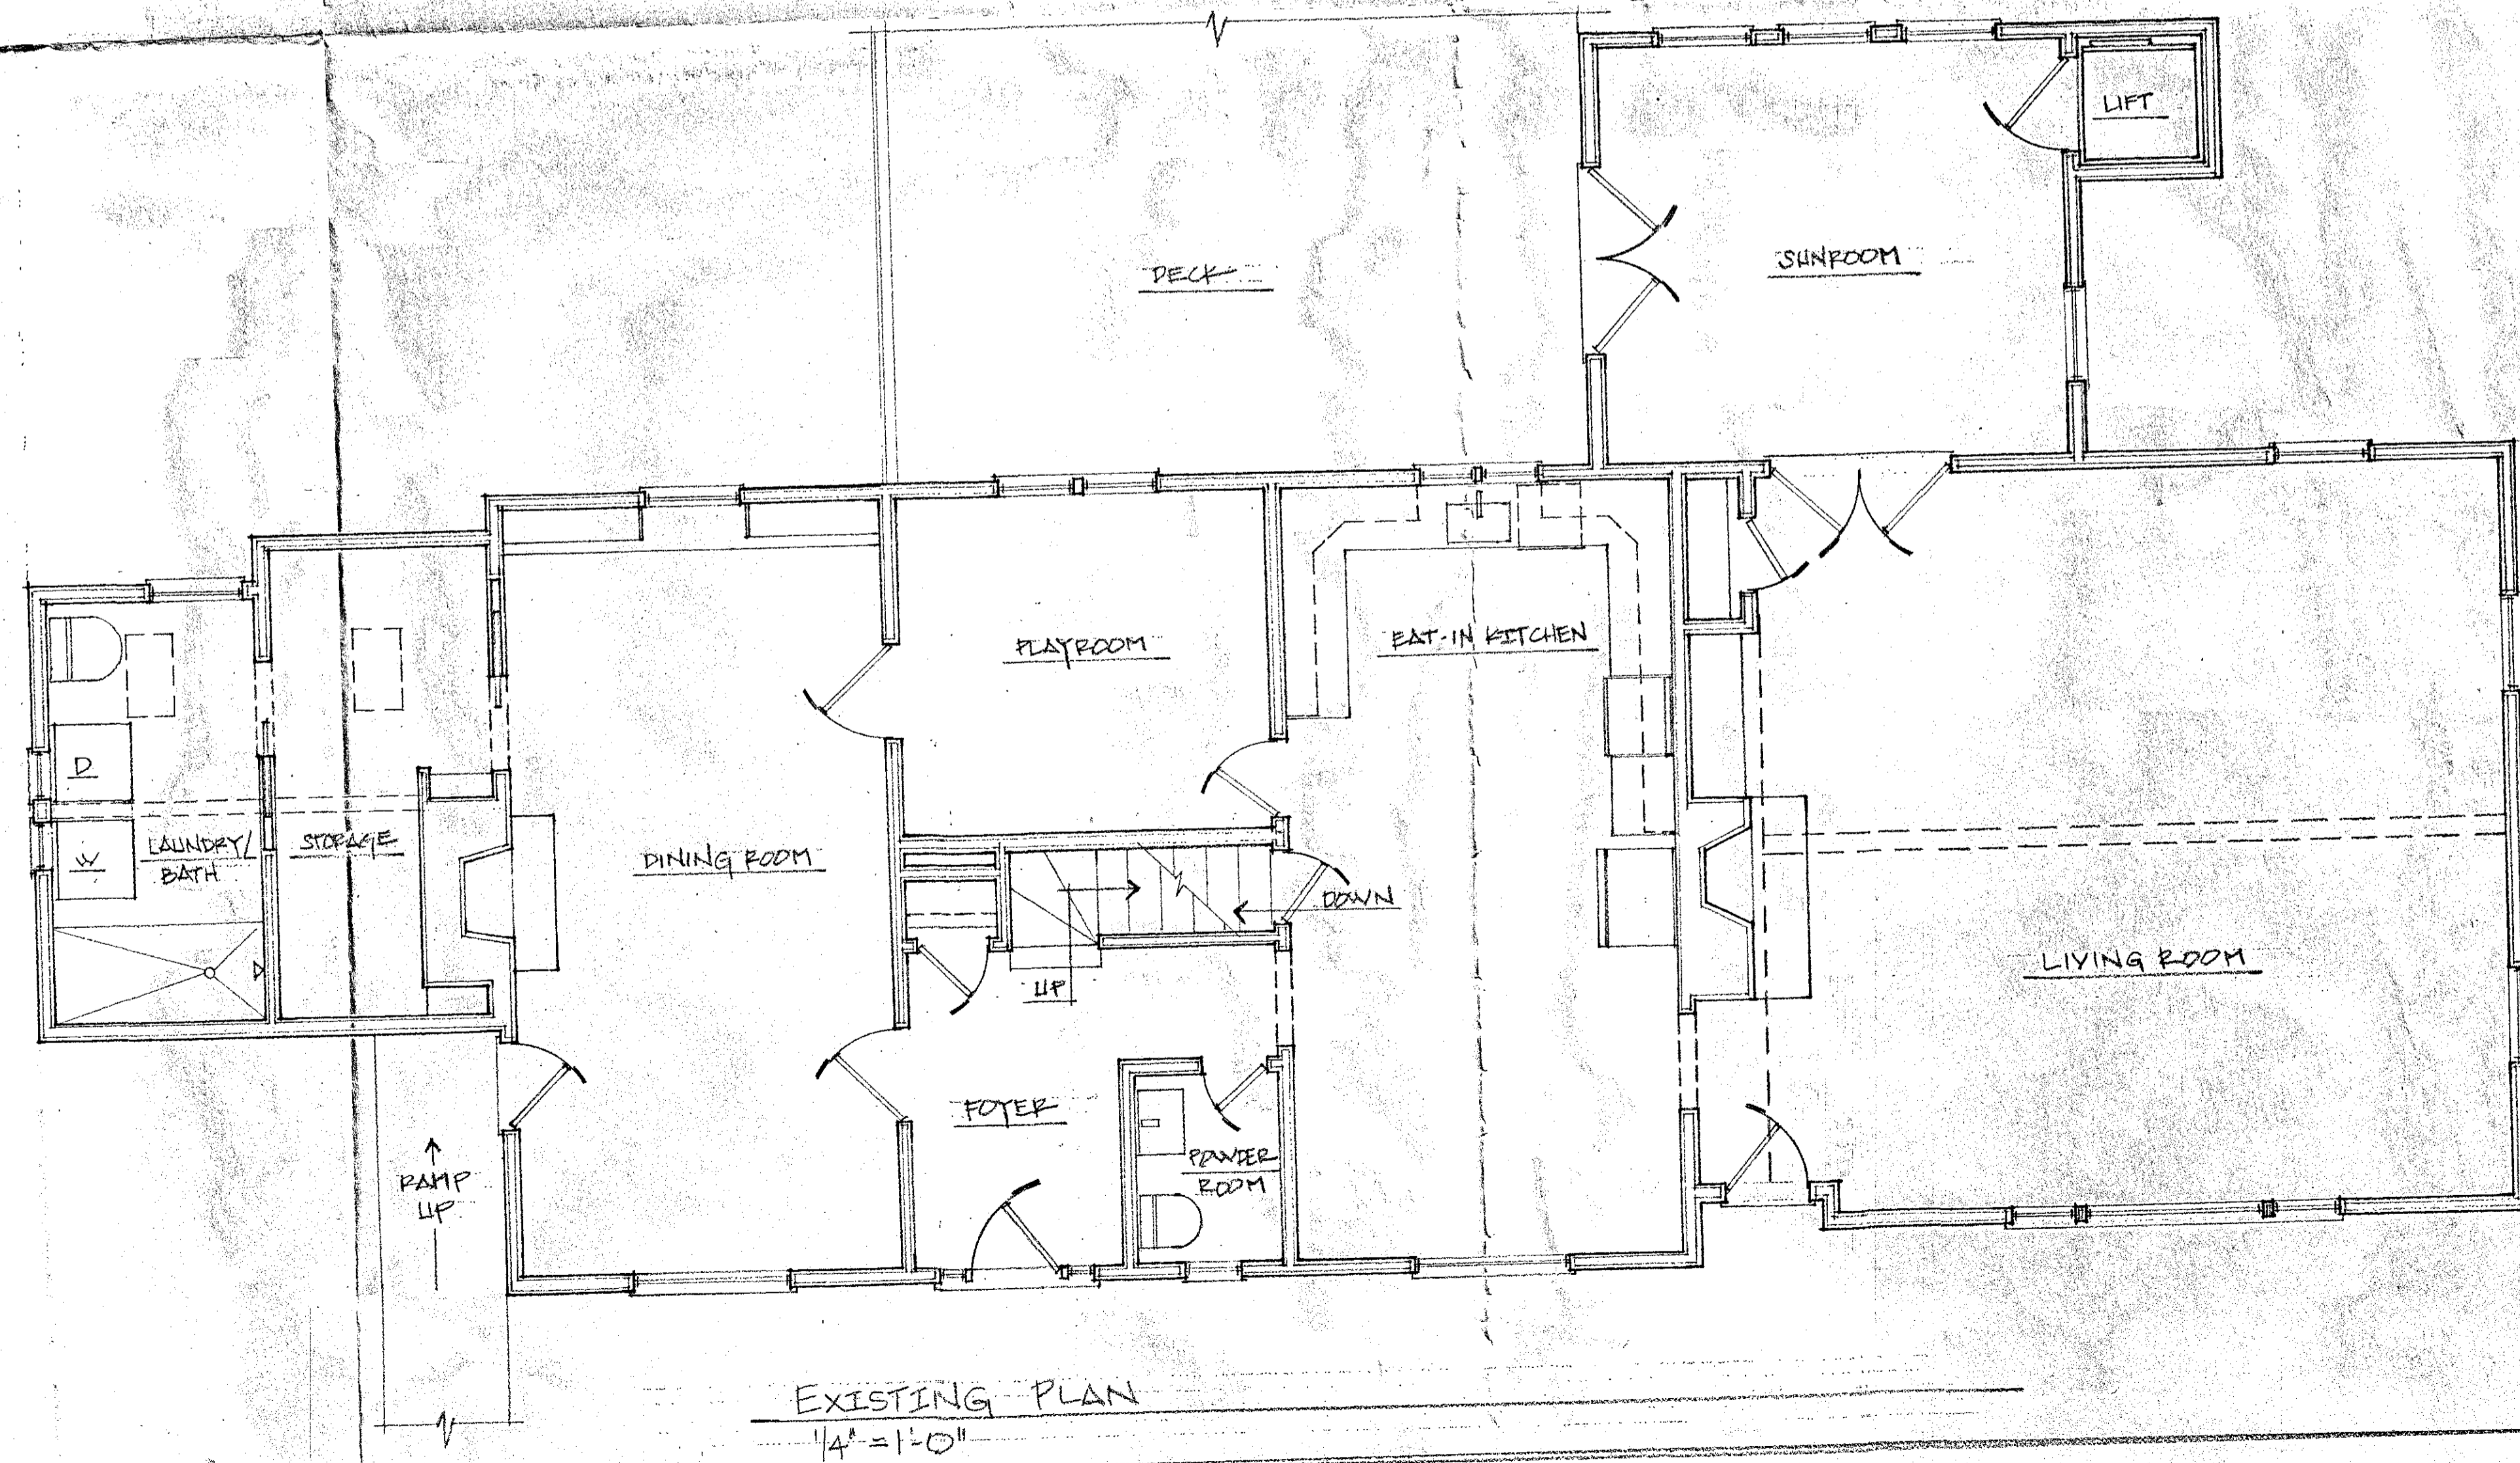 LIFT
DECK
SUNROOM
PLAYROOM
EAT-IN KITCHEN
D
W
LAUNDRY/
BATH
STORAGE
DINING ROOM
DOWN
UP
LIVING ROOM
FOYER
POWDER
ROOM
RAMP
UP
EXISTING PLAN
1/4" = 1'-0"